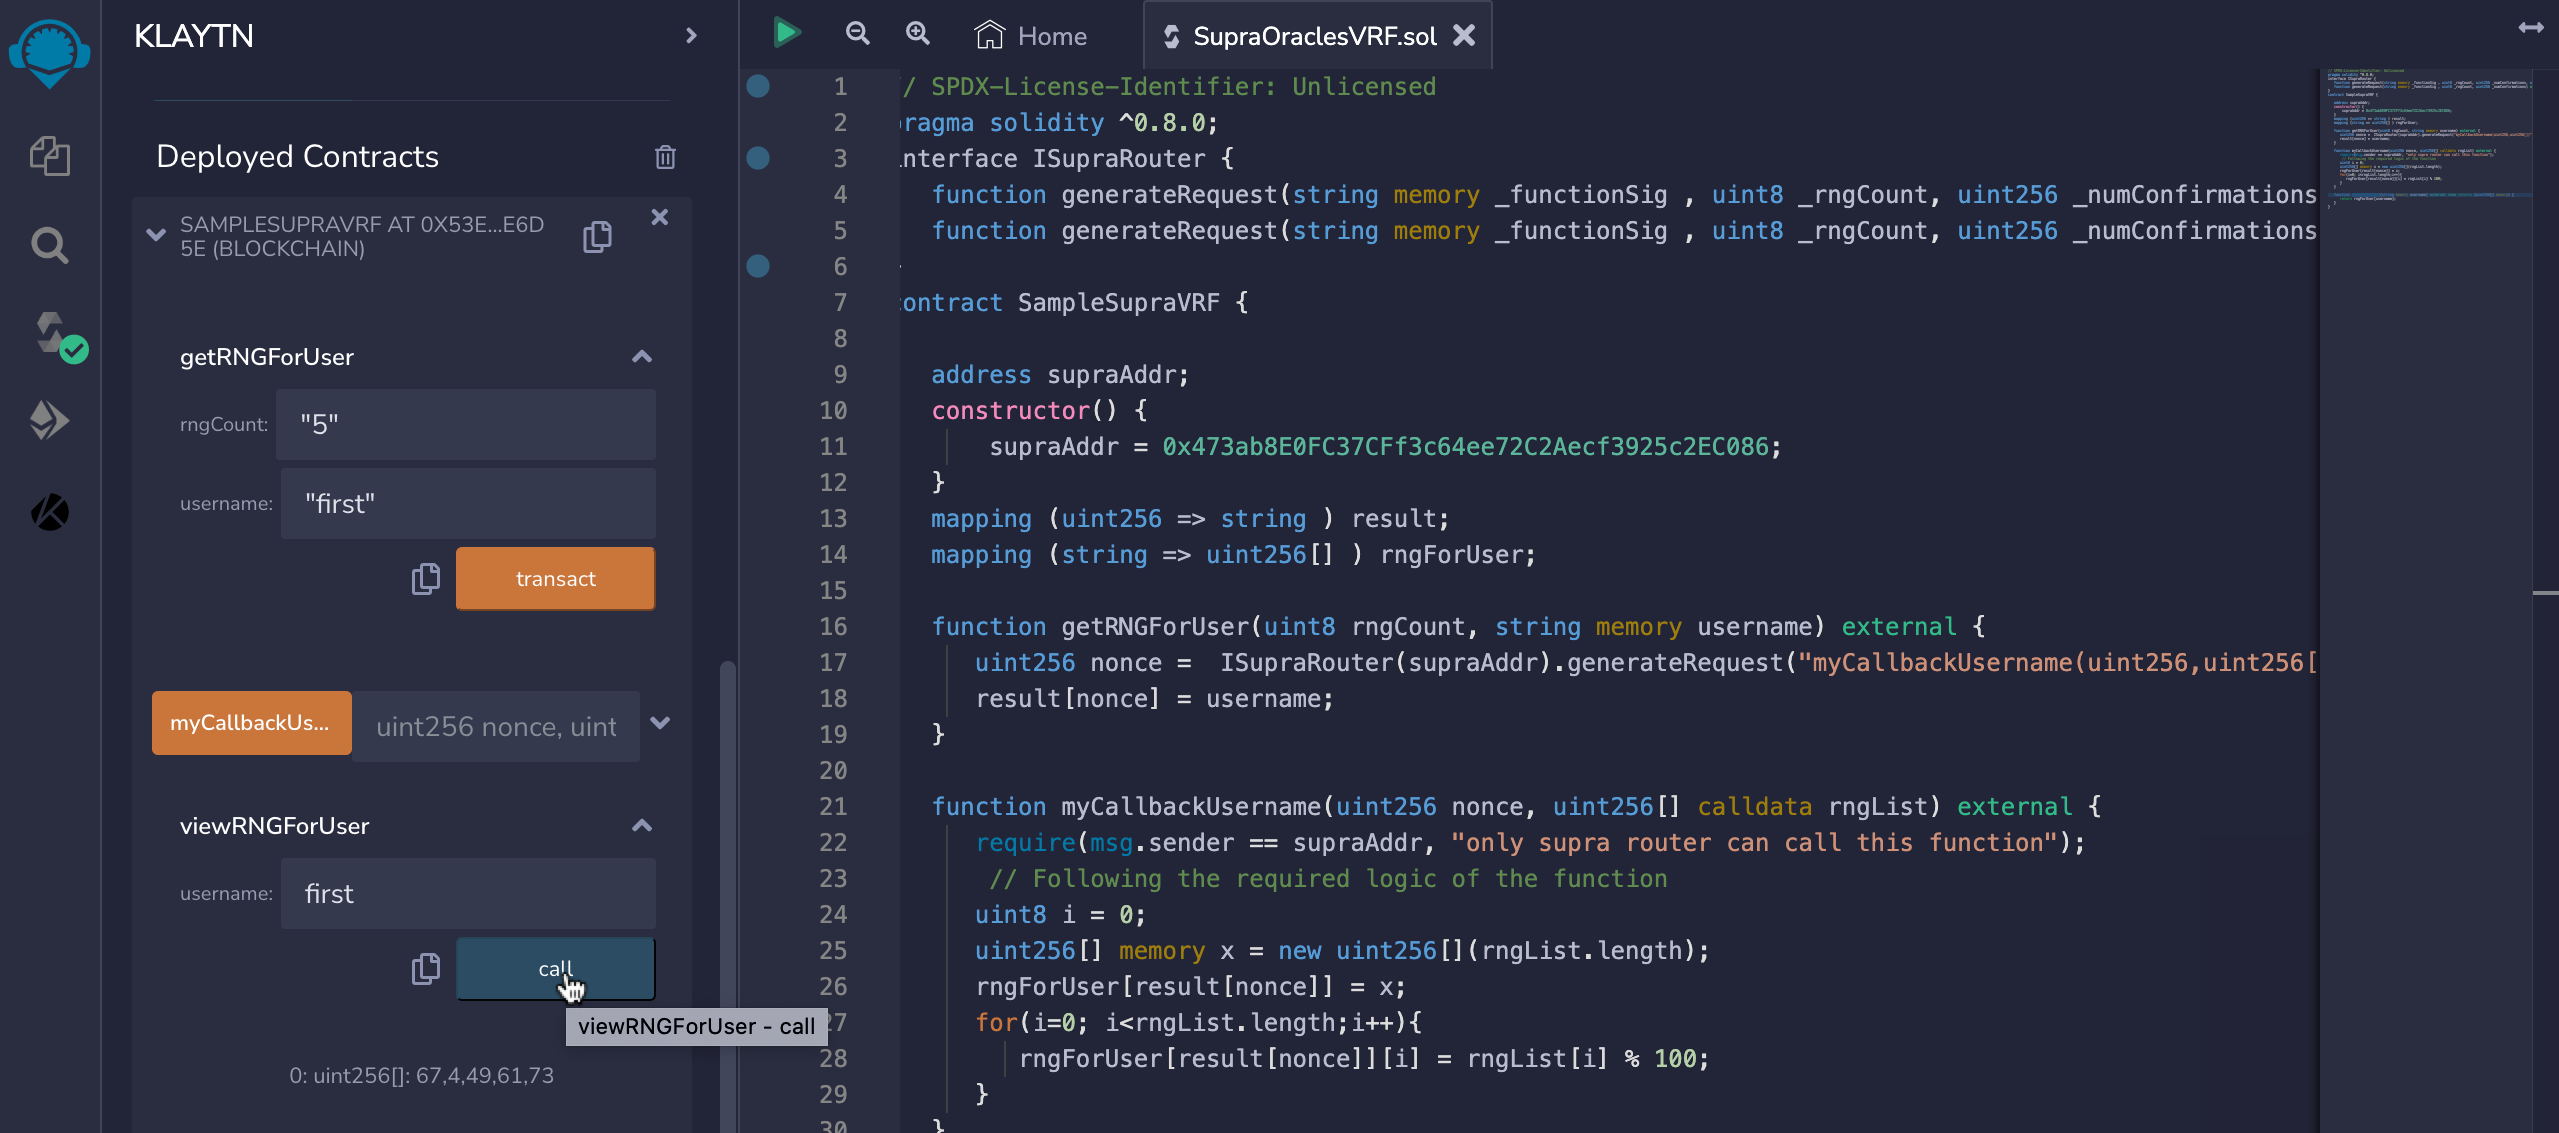 KLAYTN
Deployed Contracts
SAMPLESUPRAVRF AT 0X53E...E6D
5E (BLOCKCHAIN)
getRNGForUser
rngCount: "5"
username: "first"
transact
myCallbackUs... uint256 nonce, uint
viewRNGForUser
username: first
call
viewRNGForUser - call
0: uint256[]: 67,4,49,61,73
Home
SupraOraclesVRF.sol
1 / SPDX-License-Identifier: Unlicensed
2 ragma solidity ^0.8.0;
3 interface ISupraRouter {
4 function generateRequest(string memory _functionSig , uint8 _rngCount, uint256 _numConfirmations
5 function generateRequest(string memory _functionSig , uint8 _rngCount, uint256 _numConfirmations
6
7 contract SampleSupraVRF {
8
9 address supraAddr;
10 constructor() {
11 supraAddr = 0x473ab8E0FC37CFf3c64ee72C2Aecf3925c2EC086;
12 }
13 mapping (uint256 => string ) result;
14 mapping (string => uint256[] ) rngForUser;
15
16 function getRNGForUser(uint8 rngCount, string memory username) external {
17 uint256 nonce = ISupraRouter(supraAddr).generateRequest("myCallbackUsername(uint256,uint256[
18 result[nonce] = username;
19 }
20
21 function myCallbackUsername(uint256 nonce, uint256[] calldata rngList) external {
22 require(msg.sender == supraAddr, "only supra router can call this function");
23 // Following the required logic of the function
24 uint8 i = 0;
25 uint256[] memory x = new uint256[](rngList.length);
26 rngForUser[result[nonce]] = x;
27 for(i=0; i<rngList.length;i++){
28 rngForUser[result[nonce]][i] = rngList[i] % 100;
29 }
30 }